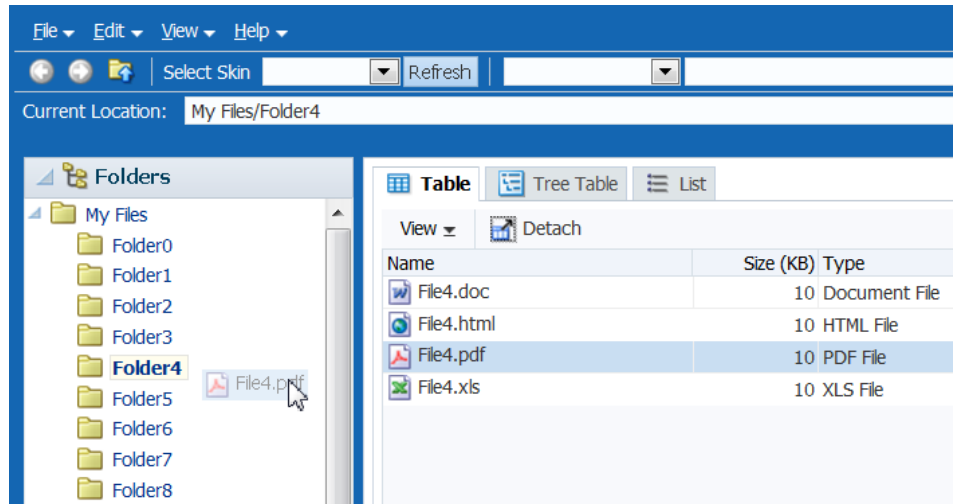 File Edit View Help
Select Skin Refresh
Current Location: My Files/Folder4
Folders
My Files
Folder0
Folder1
Folder2
Folder3
Folder4
File4.pdf
Folder5
Folder6
Folder7
Folder8
Table Tree Table List
View Detach
Name Size (KB) Type
File4.doc 10 Document File
File4.html 10 HTML File
File4.pdf 10 PDF File
File4.xls 10 XLS File